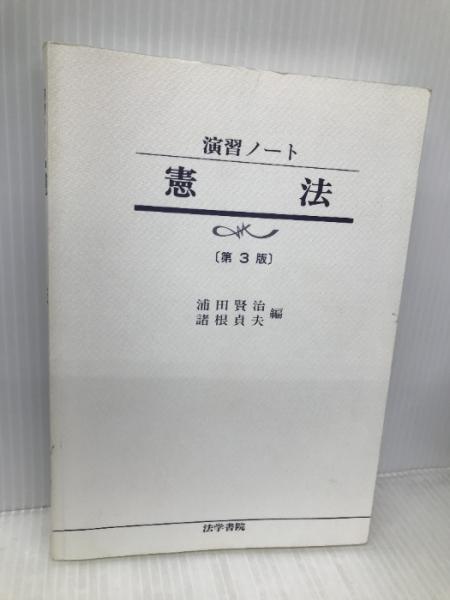 演習ノート
憲法
〔第3版〕
浦田賢治
諸根貞夫
編
法学書院